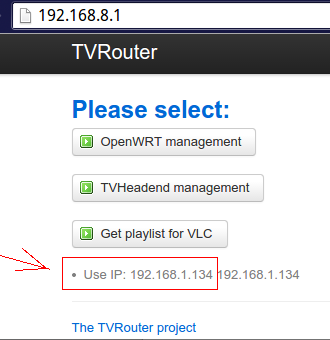 192.168.8.1
TVRouter
Please select:
OpenWRT management
TVHeadend management
Get playlist for VLC
• Use IP: 192.168.1.134 192.168.1.134
The TVRouter project